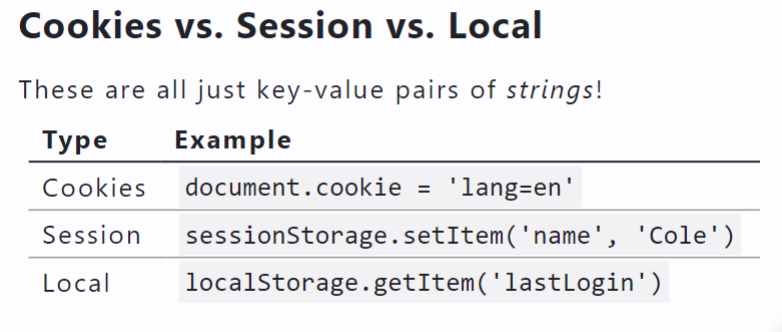 Cookies vs. Session vs. Local
These are all just key-value pairs of strings!
Type Example
Cookies document.cookie = 'lang=en'
Session sessionStorage.setItem('name', 'Cole')
Local localStorage.getItem('lastLogin')